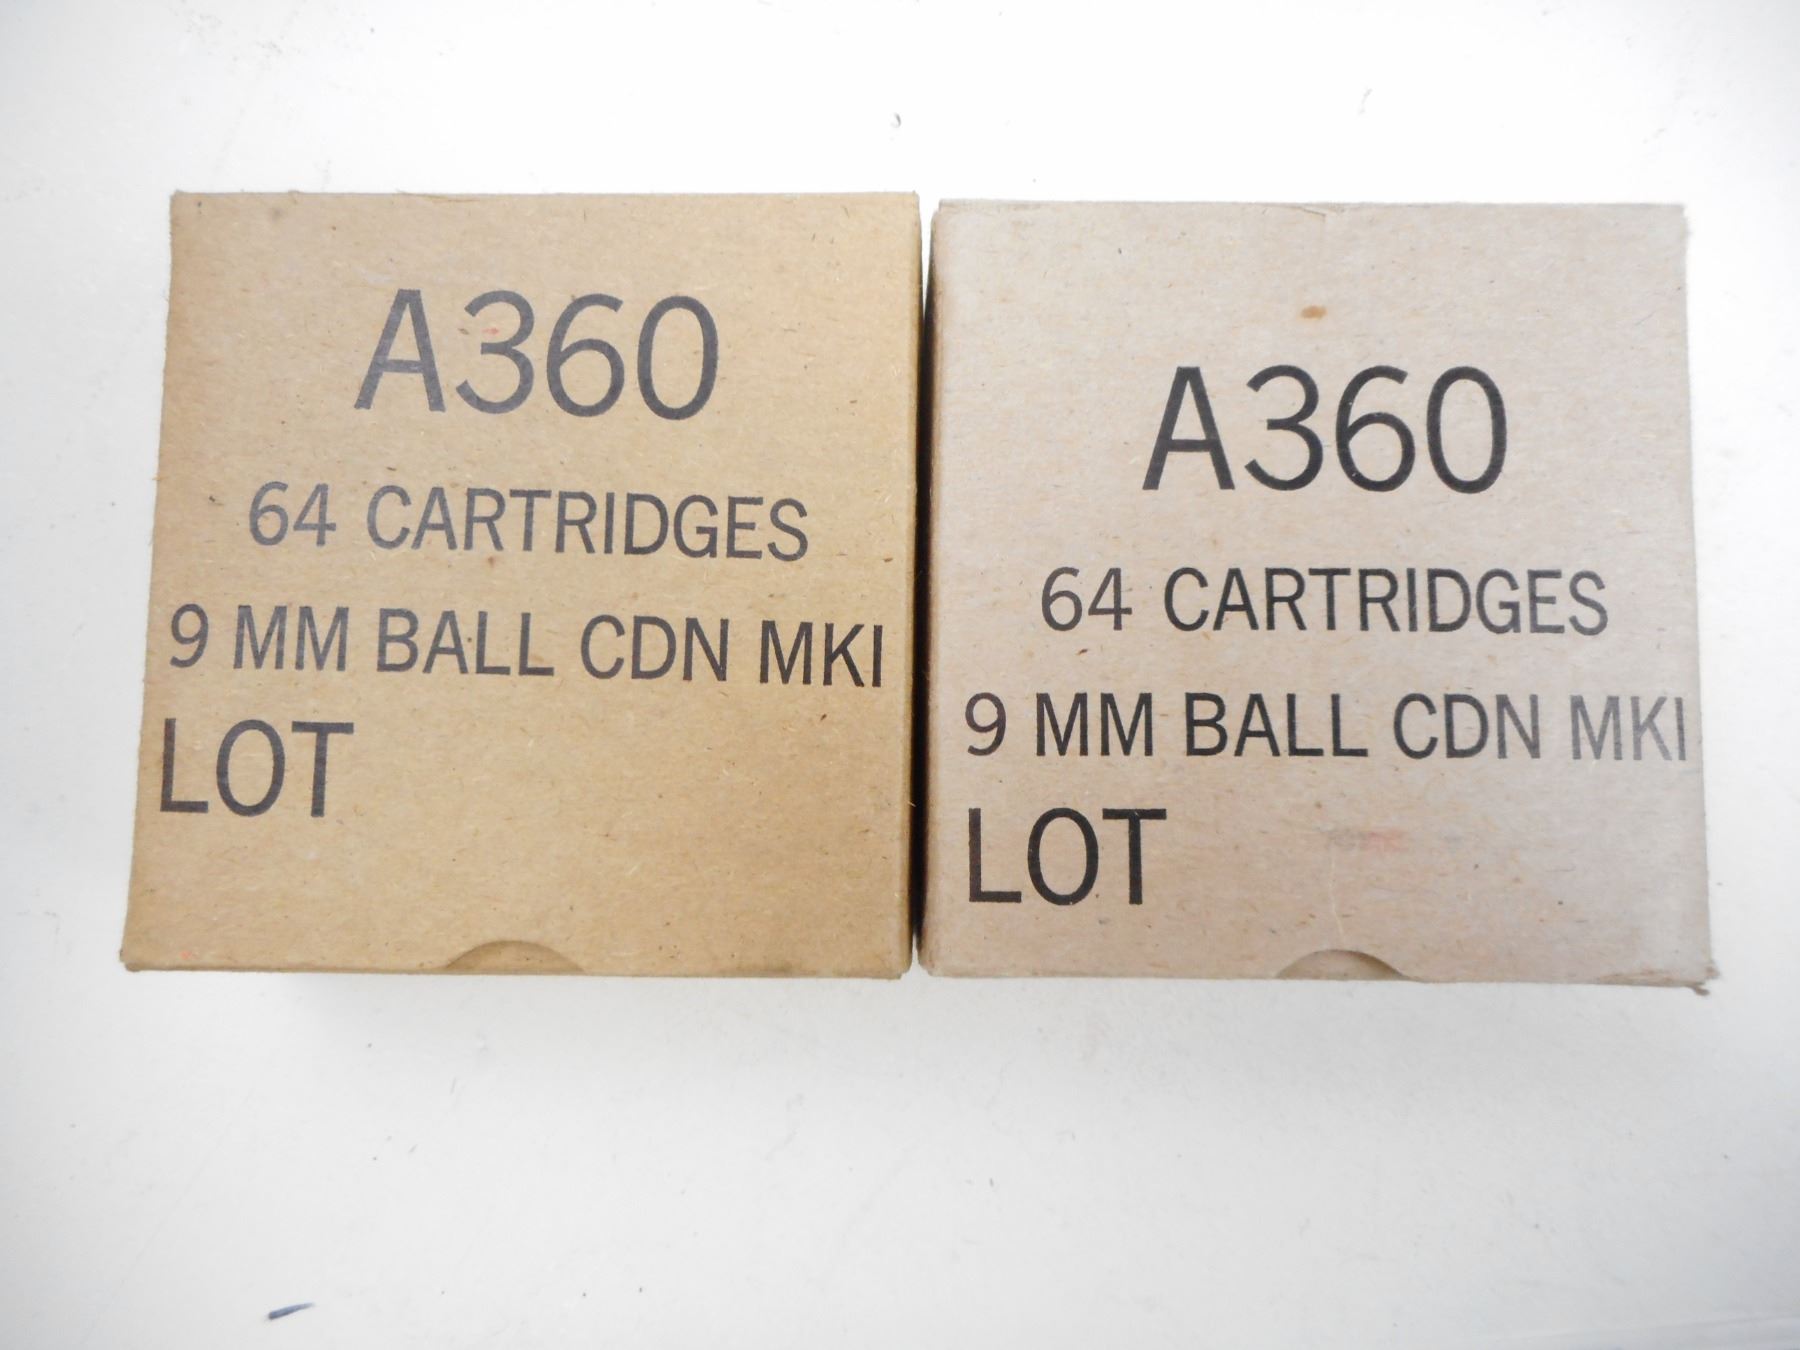 A360
64 CARTRIDGES
9 MM BALL CDN MKI
LOT
A360
64 CARTRIDGES
9 MM BALL CDN MKI
LOT